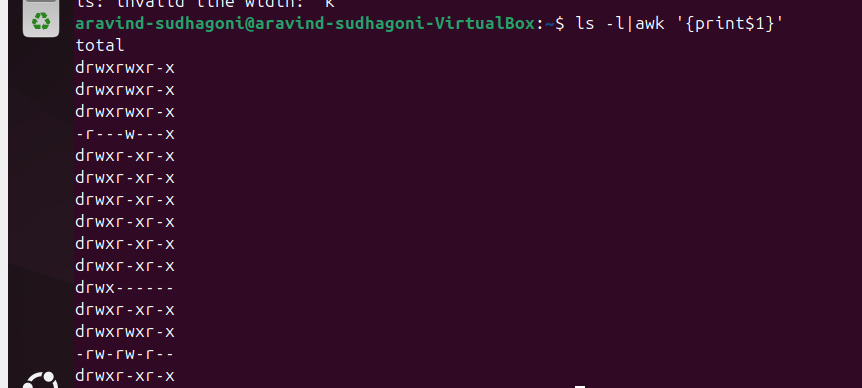 ls: invalid line width: 'k'
aravind-sudhagoni@aravind-sudhagoni-VirtualBox:~$ ls -l|awk '{print$1}'
total
drwxrwxr-x
drwxrwxr-x
drwxrwxr-x
-r---w---x
drwxr-xr-x
drwxr-xr-x
drwxr-xr-x
drwxr-xr-x
drwxr-xr-x
drwxr-xr-x
drwx------
drwxr-xr-x
drwxrwxr-x
-rw-rw-r--
drwxr-xr-x